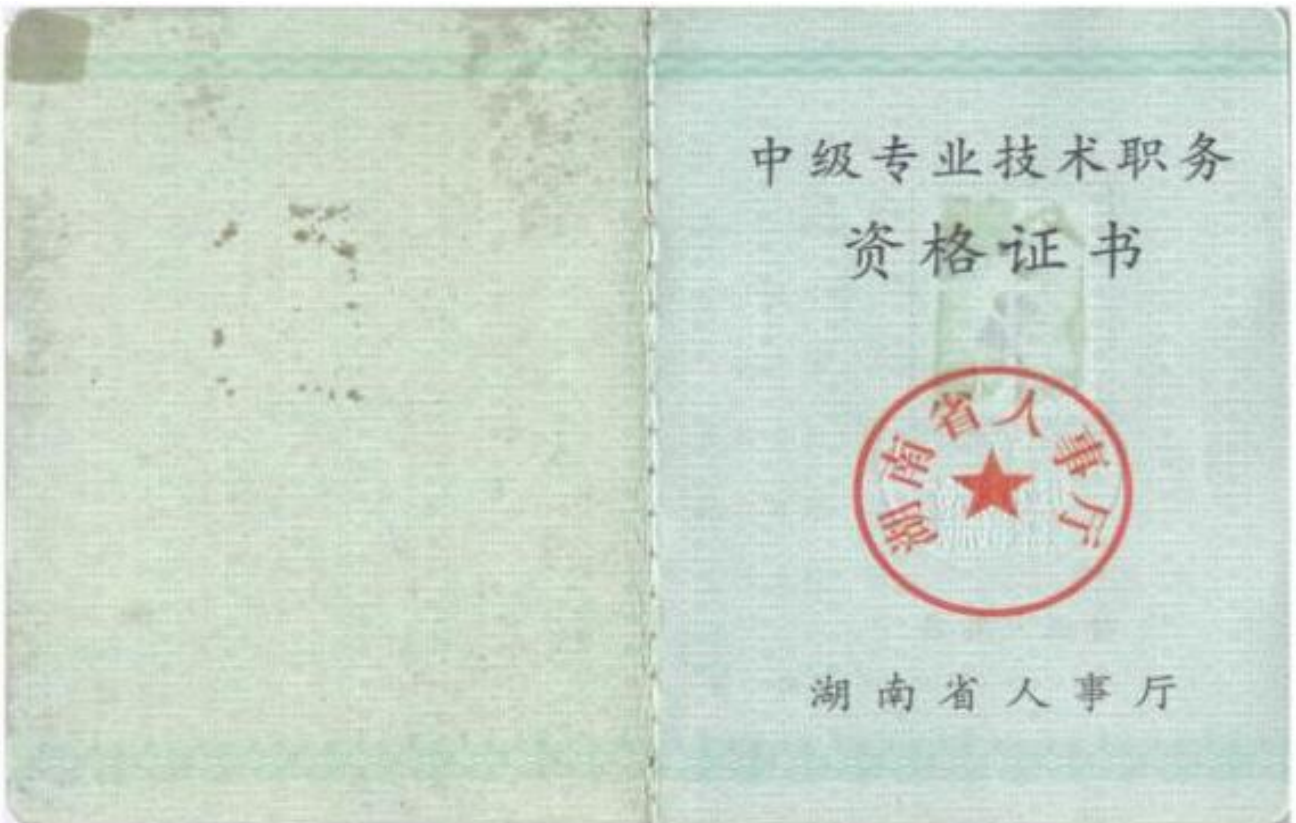 中级专业技术职务
资格证书
湖南省人事厅
湖南省人事厅